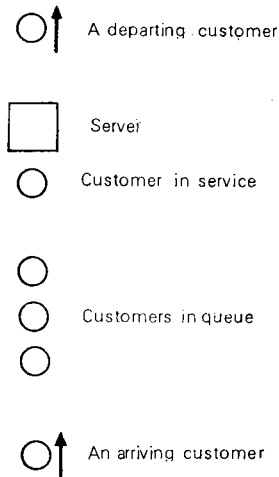 A departing customer
Server
Customer in service
Customers in queue
An arriving customer